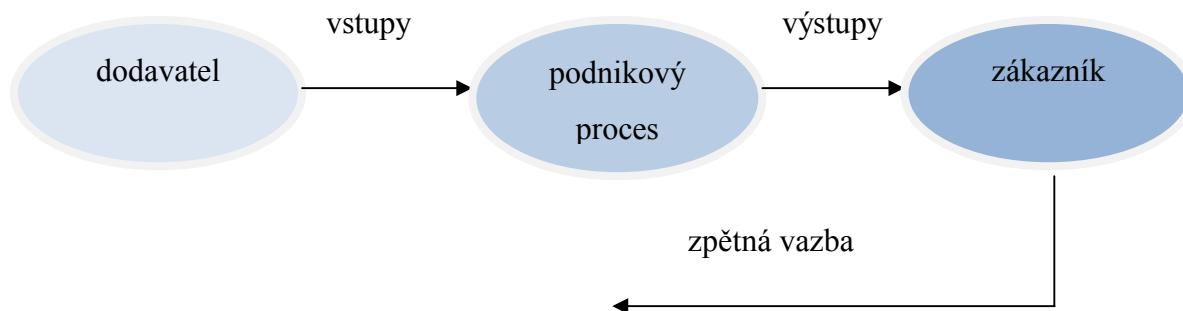 vstupy
výstupy
dodavatel
podnikový
proces
zákazník
zpětná vazba